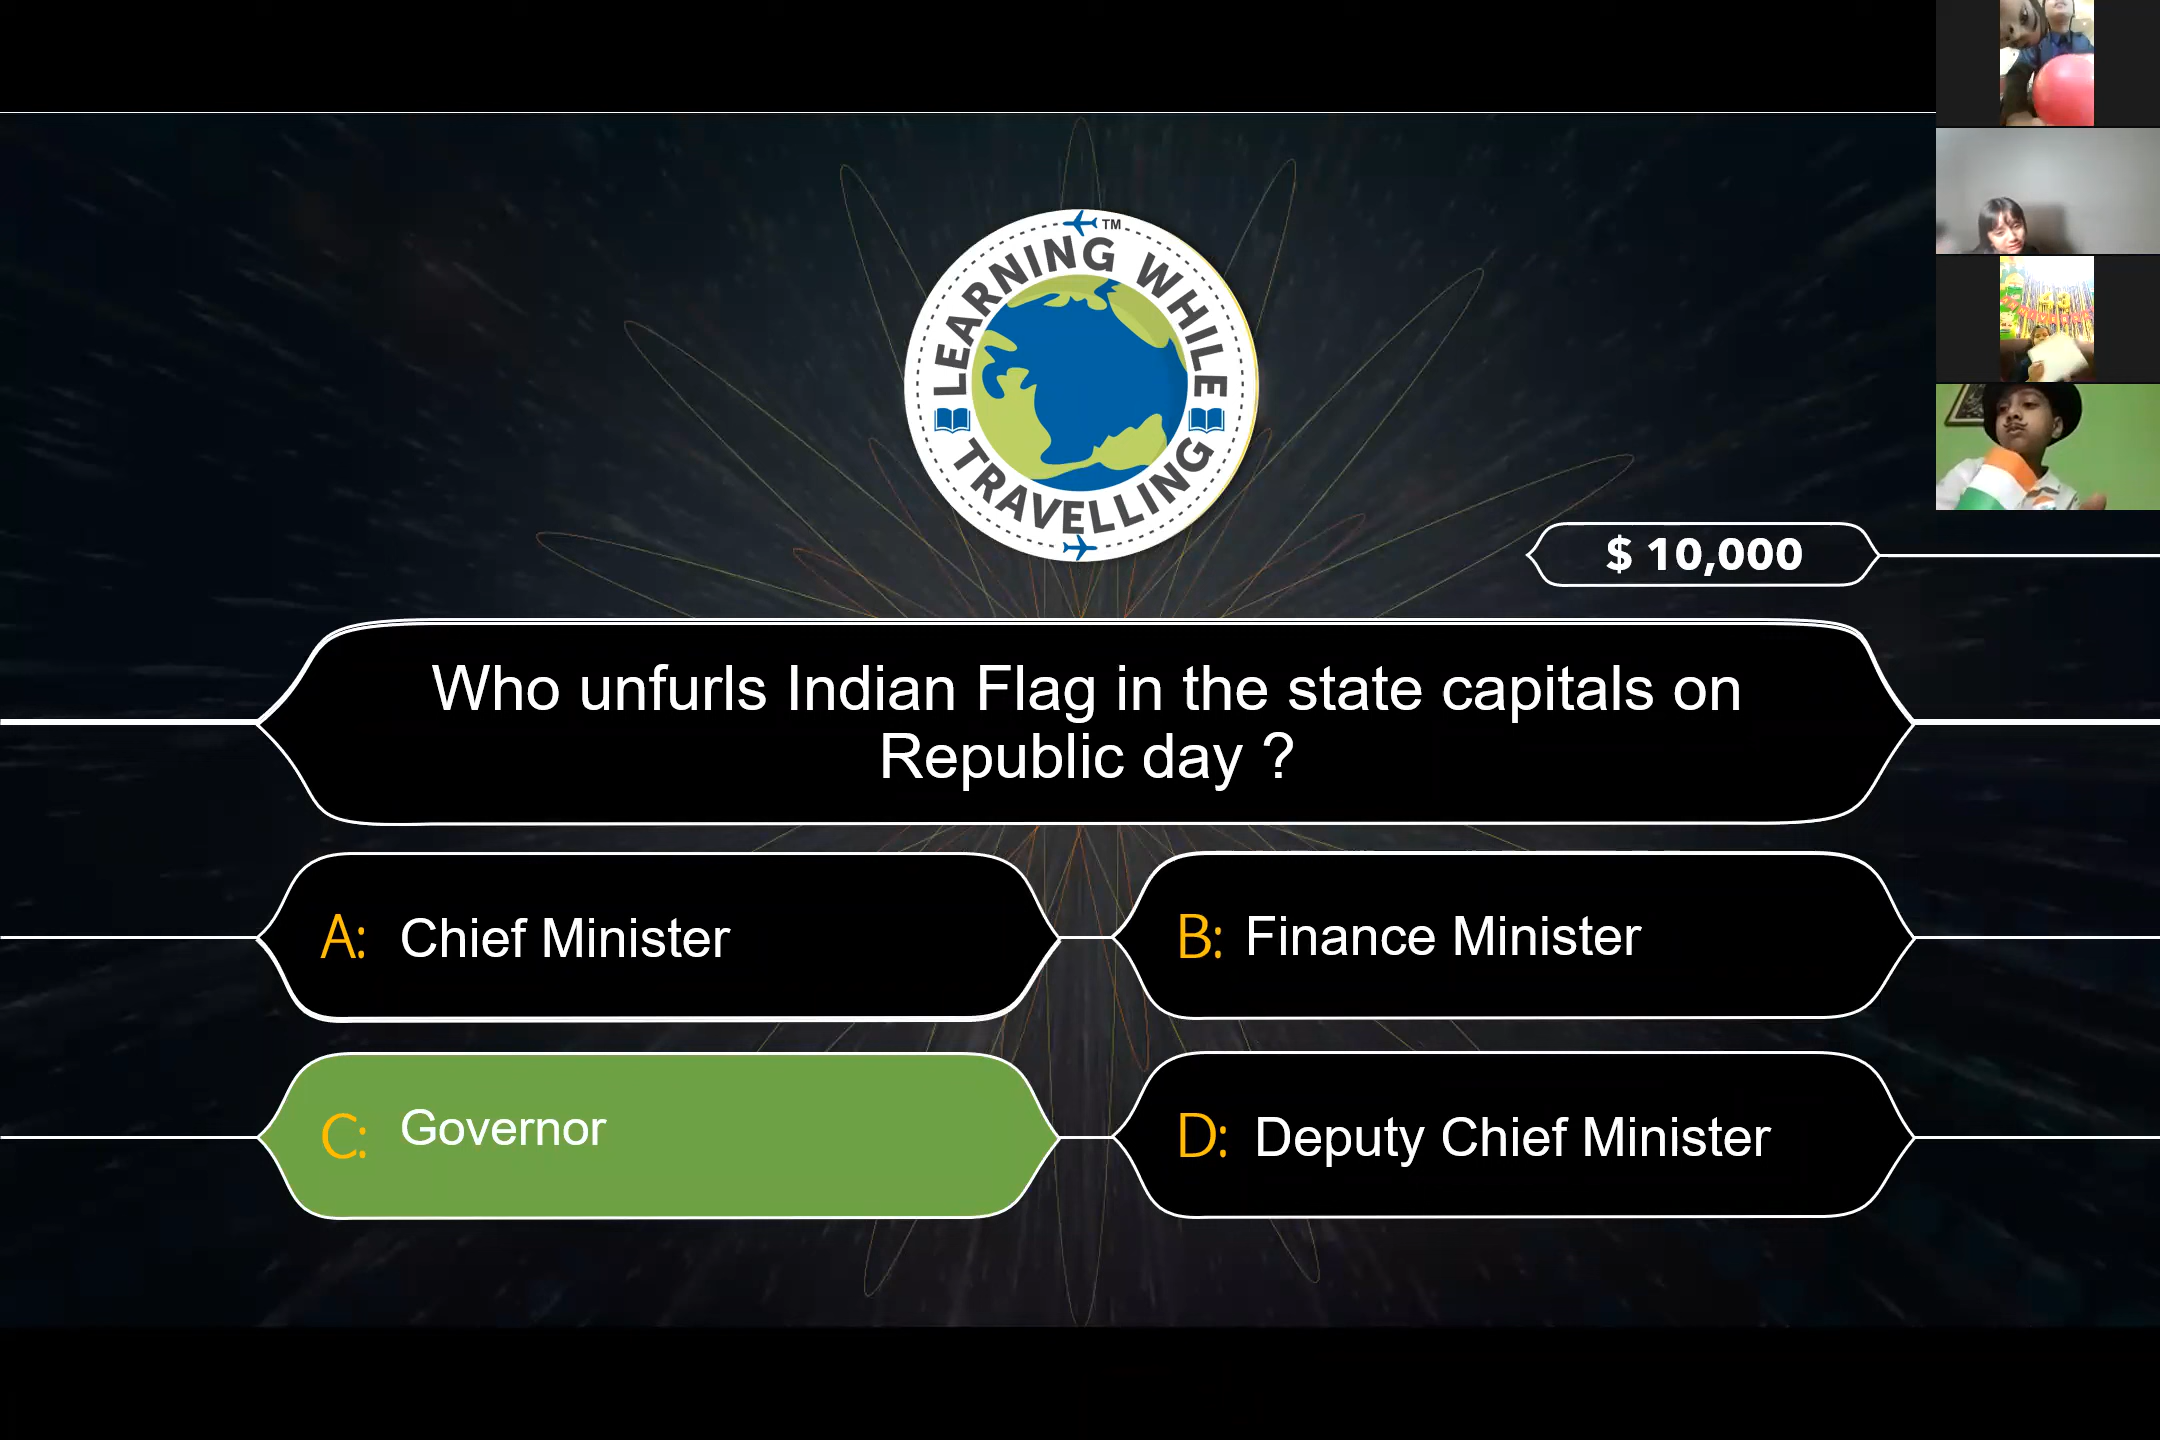 LEARNING WHILE
TM
TRAVELLING
$ 10,000
Who unfurls Indian Flag in the state capitals on
Republic day ?
A: Chief Minister
B: Finance Minister
C: Governor
D: Deputy Chief Minister